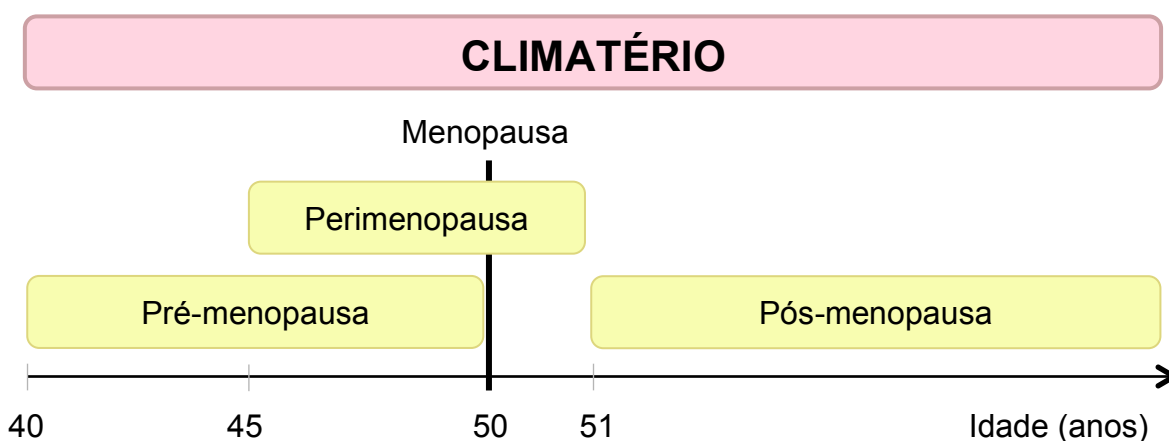 CLIMATÉRIO
Menopausa
Perimenopausa
Pré-menopausa
Pós-menopausa
40 45 50 51 Idade (anos)